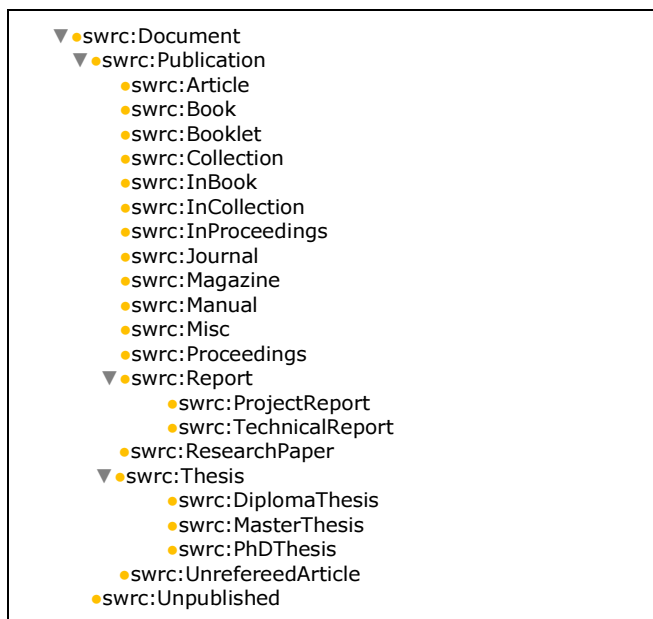 swrc:Document
swrc:Publication
swrc:Article
swrc:Book
swrc:Booklet
swrc:Collection
swrc:InBook
swrc:InCollection
swrc:InProceedings
swrc:Journal
swrc:Magazine
swrc:Manual
swrc:Misc
swrc:Proceedings
swrc:Report
swrc:ProjectReport
swrc:TechnicalReport
swrc:ResearchPaper
swrc:Thesis
swrc:DiplomaThesis
swrc:MasterThesis
swrc:PhDThesis
swrc:UnrefereedArticle
swrc:Unpublished